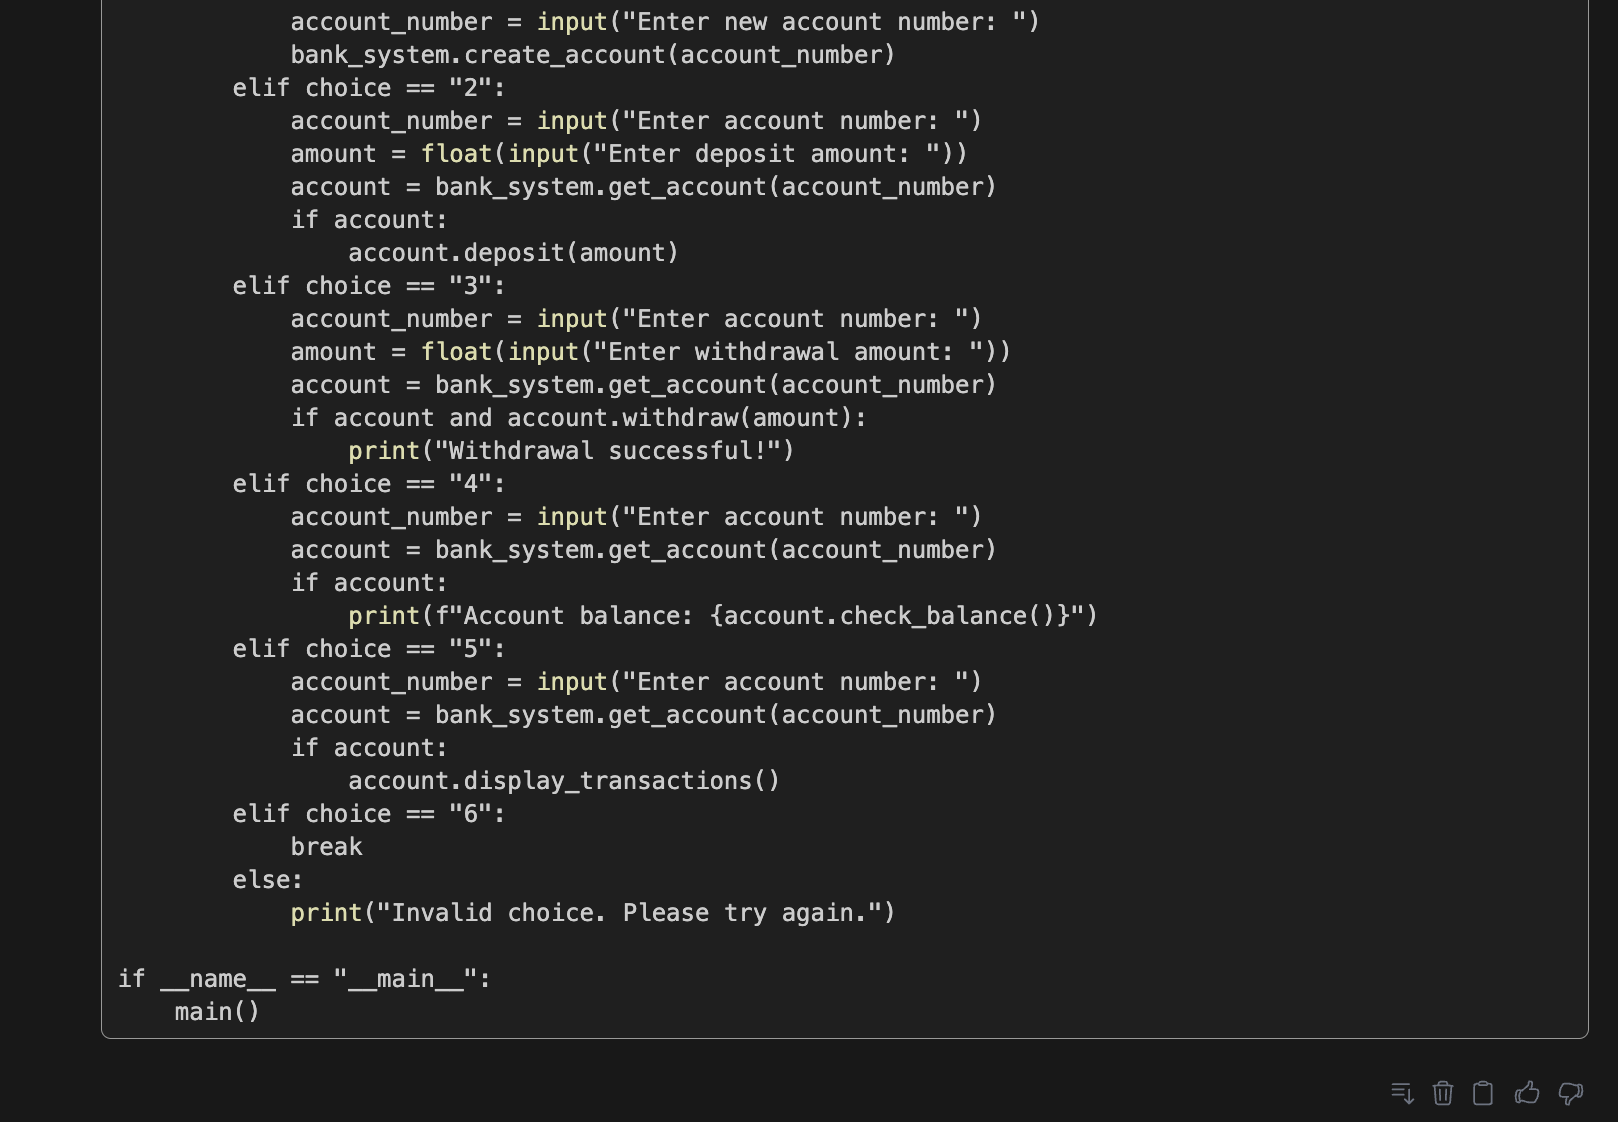 account_number = input("Enter new account number: ")
bank_system.create_account(account_number)
elif choice == "2":
account_number = input("Enter account number: ")
amount = float(input("Enter deposit amount: "))
account = bank_system.get_account(account_number)
if account:
account.deposit(amount)
elif choice == "3":
account_number = input("Enter account number: ")
amount = float(input("Enter withdrawal amount: "))
account = bank_system.get_account(account_number)
if account and account.withdraw(amount):
print("Withdrawal successful!")
elif choice == "4":
account_number = input("Enter account number: ")
account = bank_system.get_account(account_number)
if account:
print(f"Account balance: {account.check_balance()}")
elif choice == "5":
account_number = input("Enter account number: ")
account = bank_system.get_account(account_number)
if account:
account.display_transactions()
elif choice == "6":
break
else:
print("Invalid choice. Please try again.")
if __name__ == "__main__":
main()